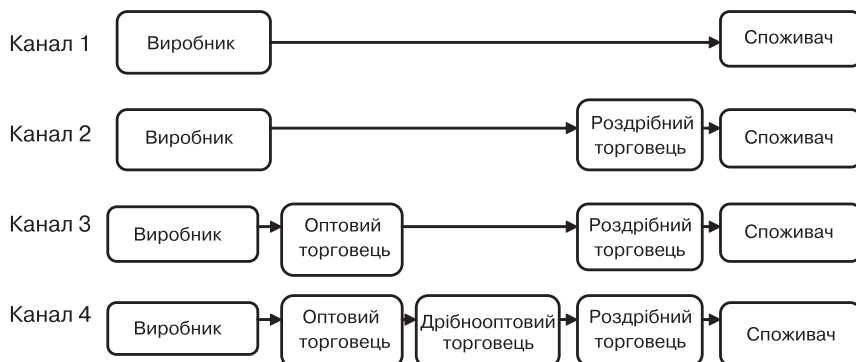 Канал 1
Виробник
Споживач
Канал 2
Виробник
Роздрібний
торговець
Споживач
Канал 3
Виробник
Оптовий
торговець
Роздрібний
торговець
Споживач
Канал 4
Виробник
Оптовий
торговець
Дрібнооптовий
торговець
Роздрібний
торговець
Споживач